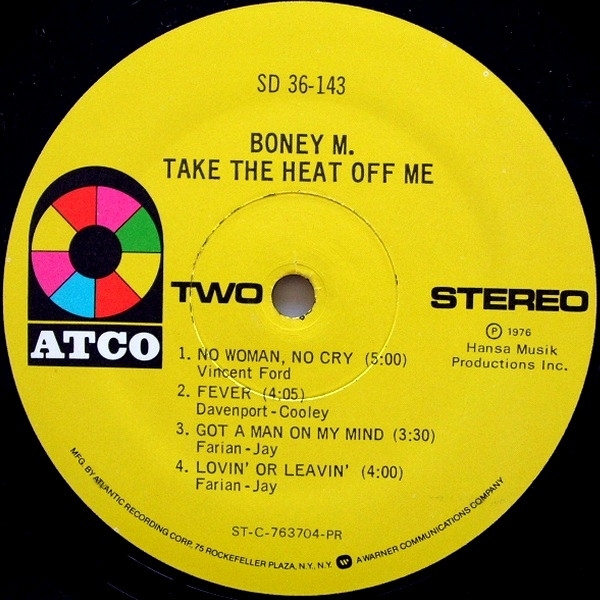 SD 36-143
BONEY M.
TAKE THE HEAT OFF ME
ATCO
TWO
STEREO
Ⓟ 1976
Hansa Musik
Productions Inc.
1. NO WOMAN, NO CRY (5:00)
Vincent Ford
2. FEVER (4:05)
Davenport-Cooley
3. GOT A MAN ON MY MIND (3:30)
Farian-Jay
4. LOVIN' OR LEAVIN' (4:00)
Farian-Jay
ST-C-763704-PR
MFG. BY ATLANTIC RECORDING CORP., 75 ROCKEFELLER PLAZA, N.Y., N.Y. W A WARNER COMMUNICATIONS COMPANY